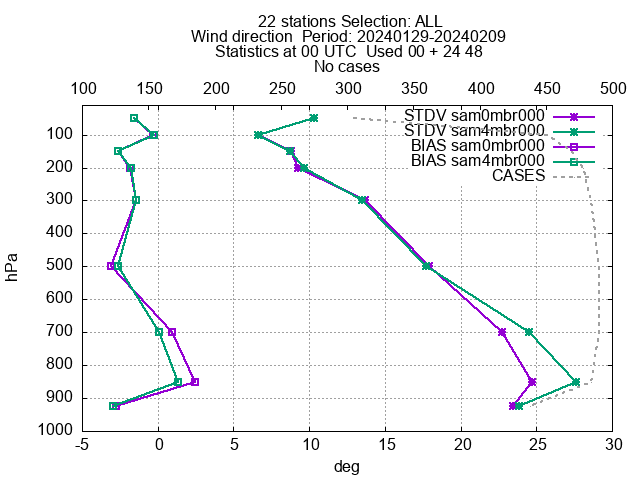 22 stations Selection: ALL
Wind direction  Period: 20240129-20240209
Statistics at 00 UTC  Used 00 + 24 48
No cases
100 150 200 250 300 350 400 450 500
STDV sam0mbr000
STDV sam4mbr000
BIAS sam0mbr000
BIAS sam4mbr000
CASES
100
200
300
400
500
600
700
800
900
1000
hPa
-5 0 5 10 15 20 25 30
deg